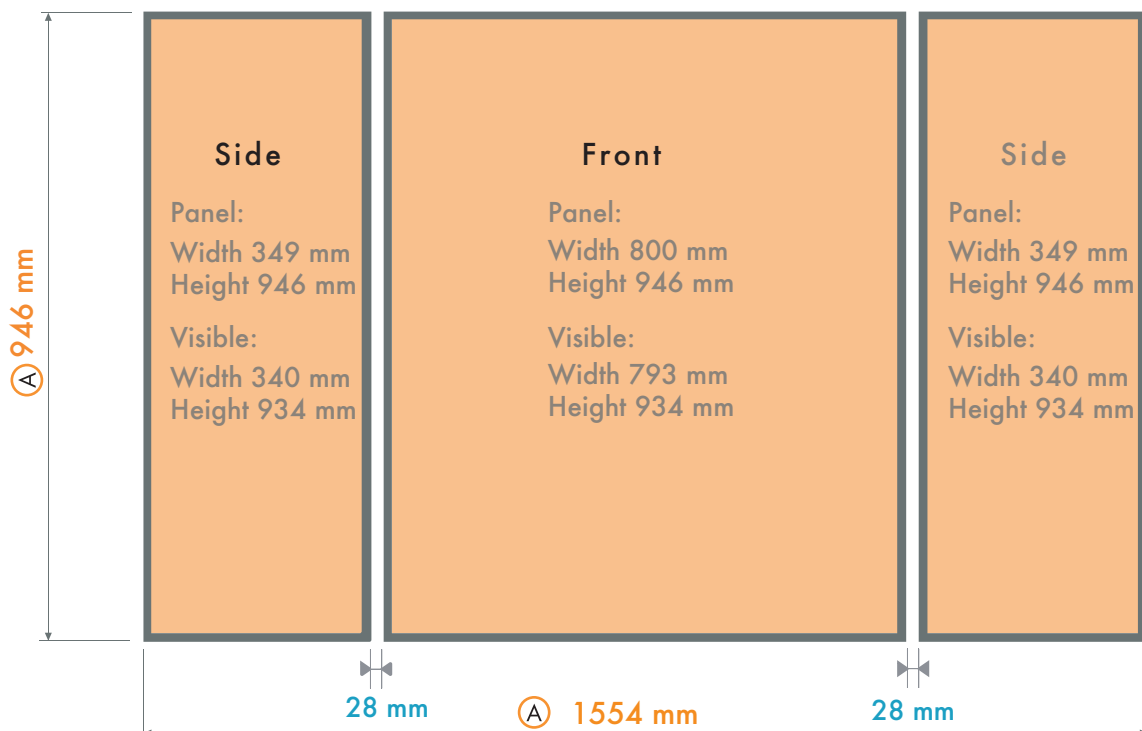 Side
Panel:
Width 349 mm
Height 946 mm
Visible:
Width 340 mm
Height 934 mm
Front
Panel:
Width 800 mm
Height 946 mm
Visible:
Width 793 mm
Height 934 mm
Side
Panel:
Width 349 mm
Height 946 mm
Visible:
Width 340 mm
Height 934 mm
A 946 mm
28 mm
A 1554 mm
28 mm